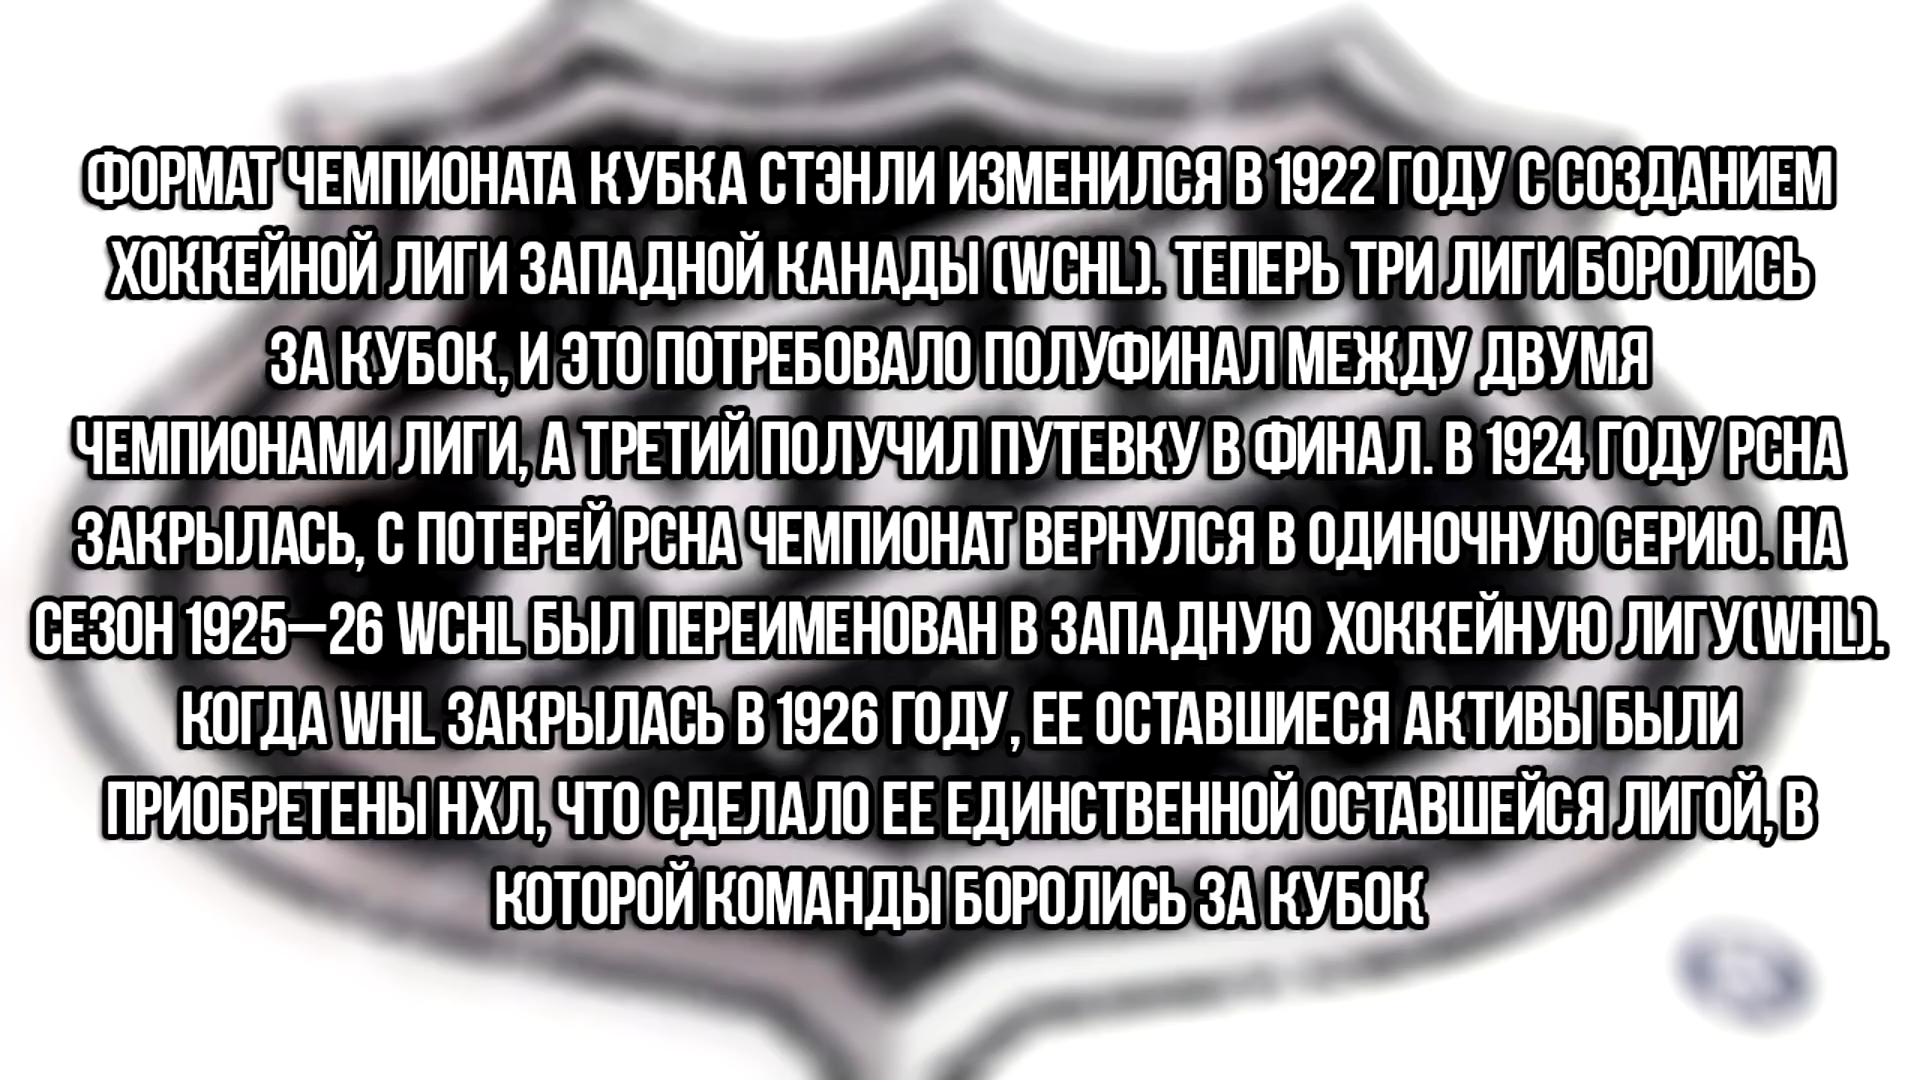 ФОРМАТ ЧЕМПИОНАТА КУБКА СТЭНЛИ ИЗМЕНИЛСЯ В 1922 ГОДУ С СОЗДАНИЕМ
ХОККЕЙНОЙ ЛИГИ ЗАПАДНОЙ КАНАДЫ (WCHL). ТЕПЕРЬ ТРИ ЛИГИ БОРОЛИСЬ
ЗА КУБОК, И ЭТО ПОТРЕБОВАЛО ПОЛУФИНАЛ МЕЖДУ ДВУМЯ
ЧЕМПИОНАМИ ЛИГИ, А ТРЕТИЙ ПОЛУЧИЛ ПУТЕВКУ В ФИНАЛ. В 1924 ГОДУ PCHA
ЗАКРЫЛАСЬ, С ПОТЕРЕЙ PCHA ЧЕМПИОНАТ ВЕРНУЛСЯ В ОДИНОЧНУЮ СЕРИЮ. НА
СЕЗОН 1925–26 WCHL БЫЛ ПЕРЕИМЕНОВАН В ЗАПАДНУЮ ХОККЕЙНУЮ ЛИГУ(WHL).
КОГДА WHL ЗАКРЫЛАСЬ В 1926 ГОДУ, ЕЕ ОСТАВШИЕСЯ АКТИВЫ БЫЛИ
ПРИОБРЕТЕНЫ НХЛ, ЧТО СДЕЛАЛО ЕЕ ЕДИНСТВЕННОЙ ОСТАВШЕЙСЯ ЛИГОЙ, В
КОТОРОЙ КОМАНДЫ БОРОЛИСЬ ЗА КУБОК